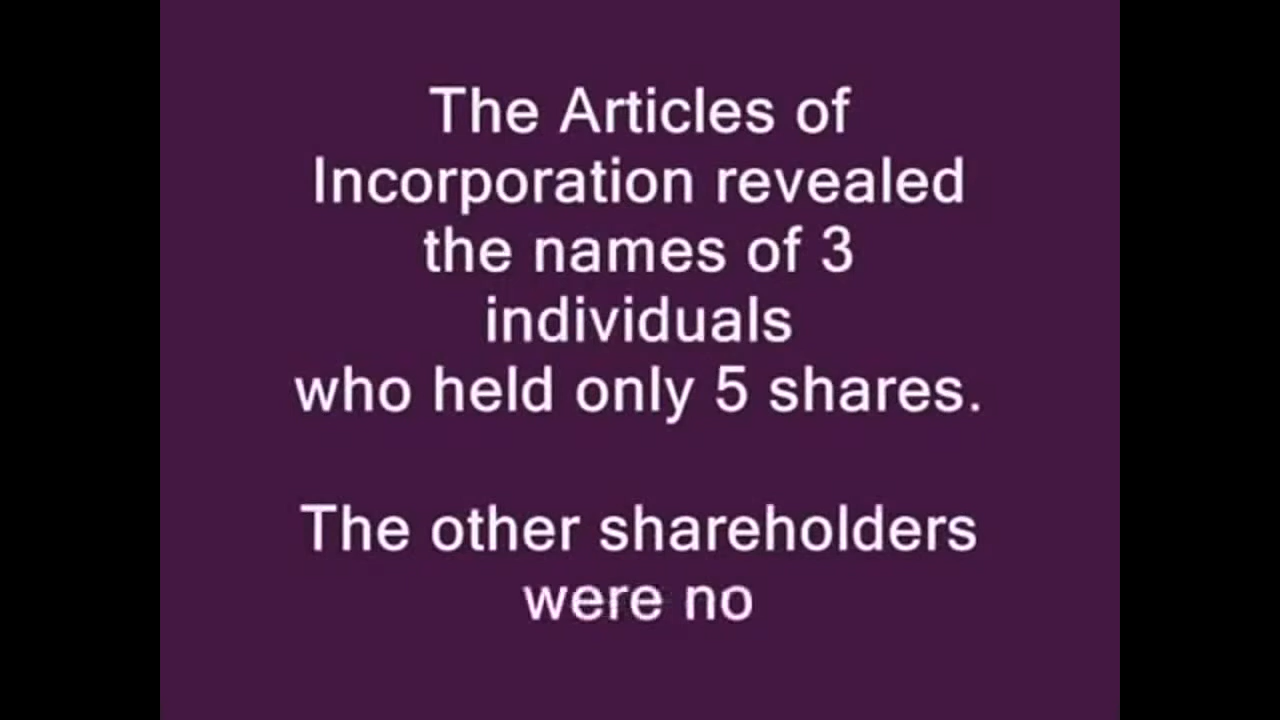 The Articles of
Incorporation revealed
the names of 3
individuals
who held only 5 shares.
The other shareholders
were no